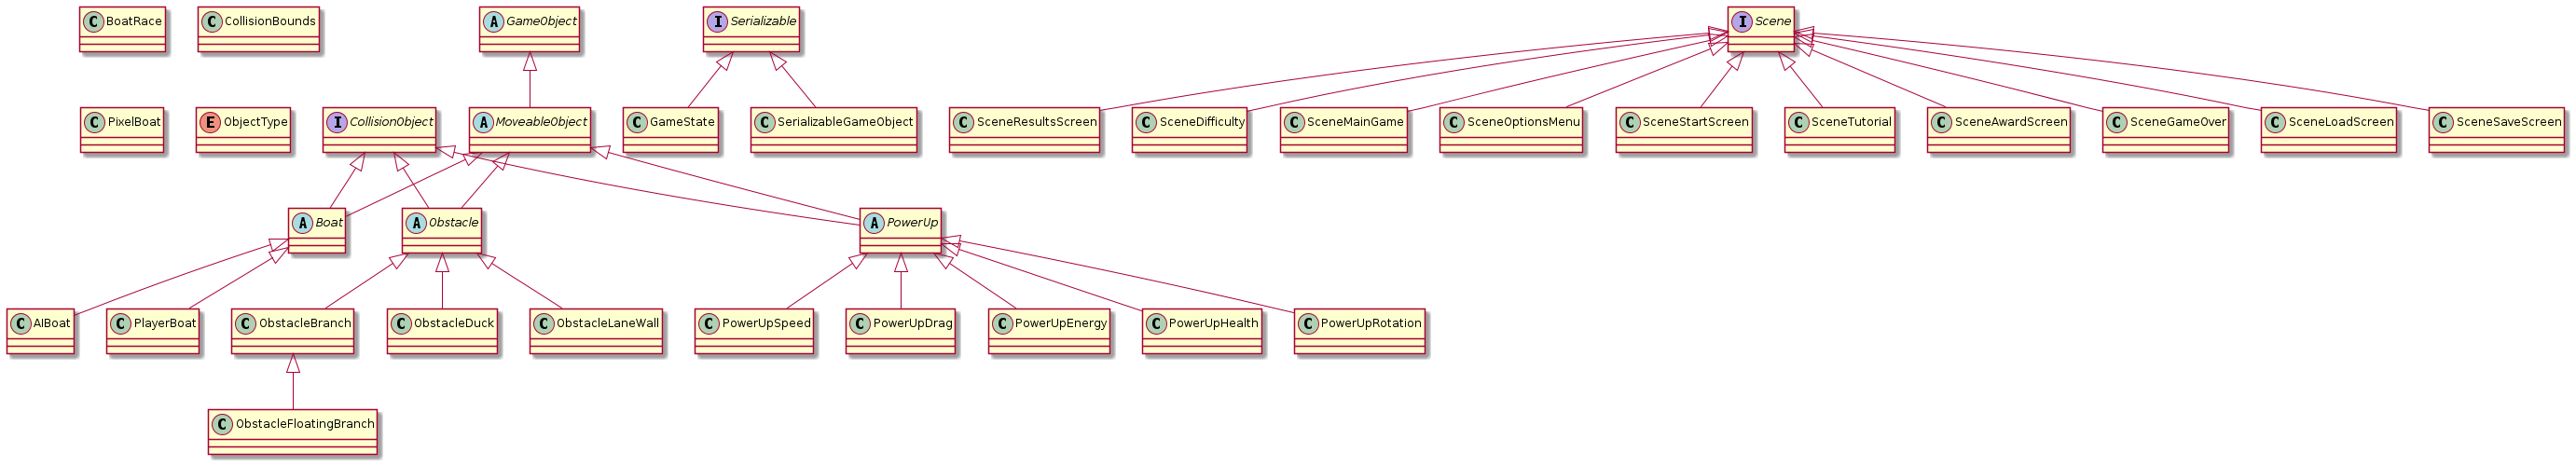 C BoatRace
C CollisionBounds
A GameObject
I Serializable
I Scene
C PixelBoat
E ObjectType
I CollisionObject
A MoveableObject
C GameState
C SerializableGameObject
C SceneResultsScreen
C SceneDifficulty
C SceneMainGame
C SceneOptionsMenu
C SceneStartScreen
C SceneTutorial
C SceneAwardScreen
C SceneGameOver
C SceneLoadScreen
C SceneSaveScreen
A Boat
A Obstacle
A PowerUp
C AIBoat
C PlayerBoat
C ObstacleBranch
C ObstacleDuck
C ObstacleLaneWall
C PowerUpSpeed
C PowerUpDrag
C PowerUpEnergy
C PowerUpHealth
C PowerUpRotation
C ObstacleFloatingBranch